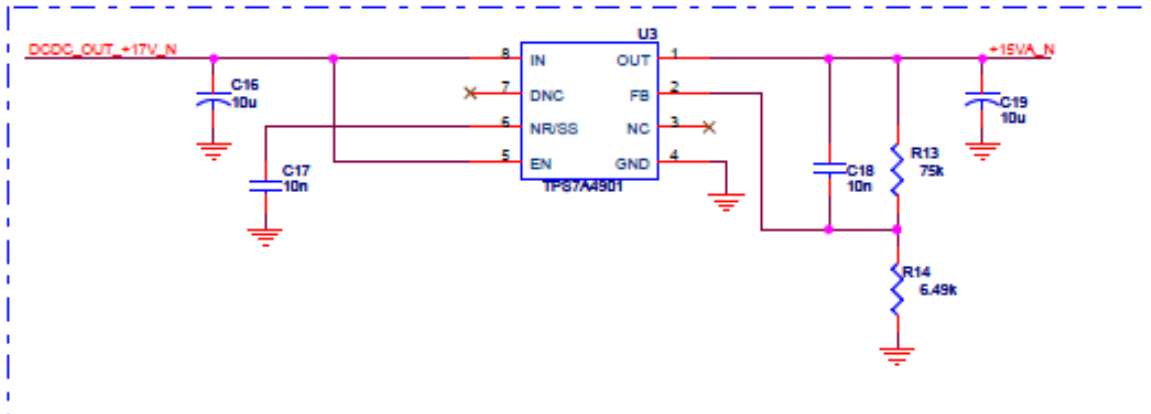 U3
DCDC_OUT_+17V_N
8 IN OUT 1
+15VA_N
C16
10u
7 DNC FB 2
C19
10u
6 NR/SS NC 3
C17
10n
5 EN GND 4
R13
75k
C18
10n
TPS7A4901
R14
6.49k